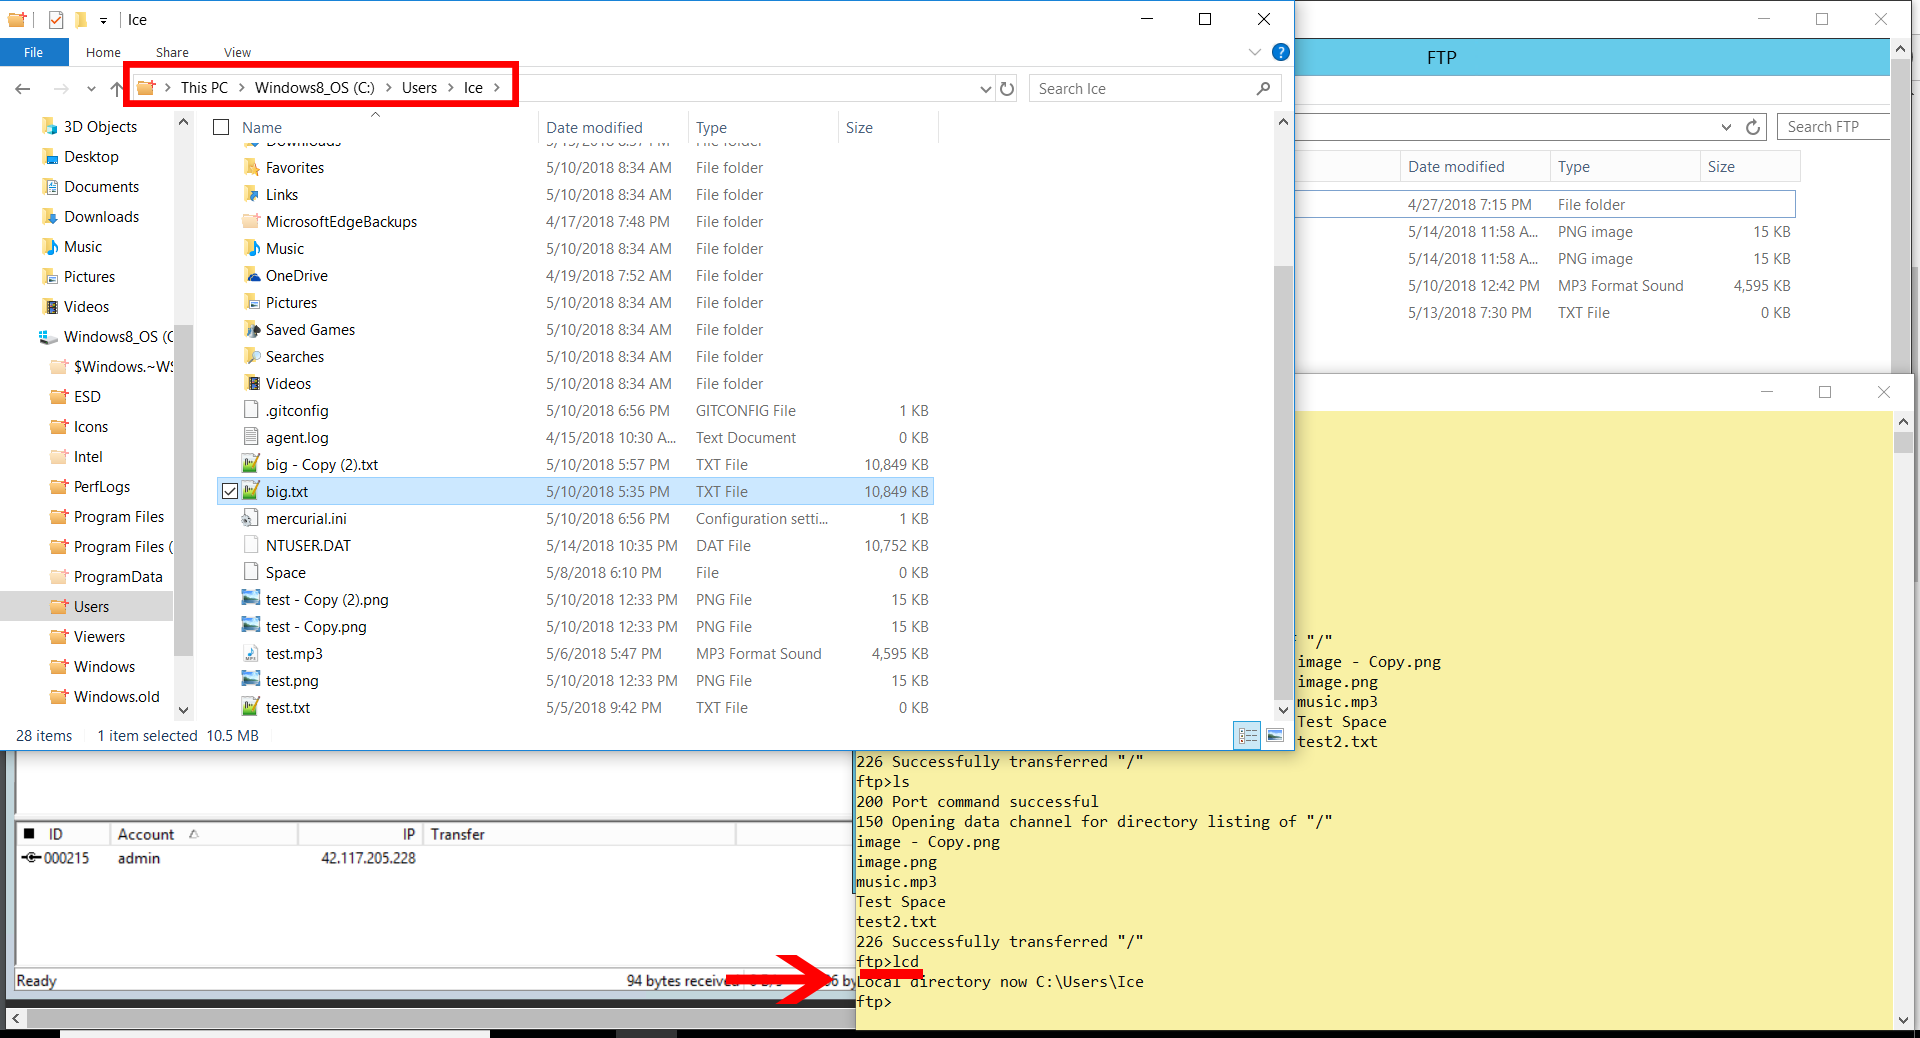 Ice
File Home Share View
This PC Windows8_OS (C:) Users Ice
Search Ice
3D Objects
Desktop
Documents
Downloads
Music
Pictures
Videos
Windows8_OS (C
$Windows.~WS
ESD
Icons
Intel
PerfLogs
Program Files
Program Files (
ProgramData
Users
Viewers
Windows
Windows.old
Name Date modified Type Size
Downloads File folder
Favorites 5/10/2018 8:34 AM File folder
Links 5/10/2018 8:34 AM File folder
MicrosoftEdgeBackups 4/17/2018 7:48 PM File folder
Music 5/10/2018 8:34 AM File folder
OneDrive 4/19/2018 7:52 AM File folder
Pictures 5/10/2018 8:34 AM File folder
Saved Games 5/10/2018 8:34 AM File folder
Searches 5/10/2018 8:34 AM File folder
Videos 5/10/2018 8:34 AM File folder
.gitconfig 5/10/2018 6:56 PM GITCONFIG File 1 KB
agent.log 4/15/2018 10:30 A... Text Document 0 KB
big - Copy (2).txt 5/10/2018 5:57 PM TXT File 10,849 KB
big.txt 5/10/2018 5:35 PM TXT File 10,849 KB
mercurial.ini 5/10/2018 6:56 PM Configuration setti... 1 KB
NTUSER.DAT 5/14/2018 10:35 PM DAT File 10,752 KB
Space 5/8/2018 6:10 PM File 0 KB
test - Copy (2).png 5/10/2018 12:33 PM PNG File 15 KB
test - Copy.png 5/10/2018 12:33 PM PNG File 15 KB
test.mp3 5/6/2018 5:47 PM MP3 Format Sound 4,595 KB
test.png 5/10/2018 12:33 PM PNG File 15 KB
test.txt 5/5/2018 9:42 PM TXT File 0 KB
28 items 1 item selected 10.5 MB
FTP
Search FTP
Date modified Type Size
4/27/2018 7:15 PM File folder
5/14/2018 11:58 A... PNG image 15 KB
5/14/2018 11:58 A... PNG image 15 KB
5/10/2018 12:42 PM MP3 Format Sound 4,595 KB
5/13/2018 7:30 PM TXT File 0 KB
ID Account IP Transfer
000215 admin 42.117.205.228
Ready 94 bytes received
"/"
image - Copy.png
image.png
music.mp3
Test Space
test2.txt
226 Successfully transferred "/"
ftp>ls
200 Port command successful
150 Opening data channel for directory listing of "/"
image - Copy.png
image.png
music.mp3
Test Space
test2.txt
226 Successfully transferred "/"
ftp>lcd
Local directory now C:\Users\Ice
ftp>